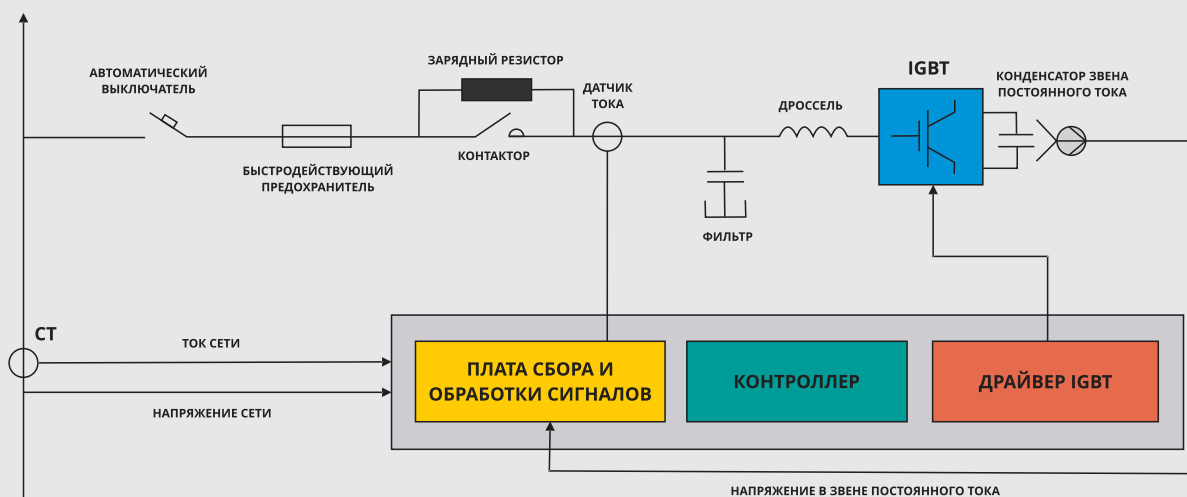 АВТОМАТИЧЕСКИЙ
ВЫКЛЮЧАТЕЛЬ
БЫСТРОДЕЙСТВУЮЩИЙ
ПРЕДОХРАНИТЕЛЬ
ЗАРЯДНЫЙ РЕЗИСТОР
КОНТАКТОР
ДАТЧИК
ТОКА
ФИЛЬТР
ДРОССЕЛЬ
IGBT
КОНДЕНСАТОР ЗВЕНА
ПОСТОЯННОГО ТОКА
CT
ТОК СЕТИ
НАПРЯЖЕНИЕ СЕТИ
ПЛАТА СБОРА И
ОБРАБОТКИ СИГНАЛОВ
КОНТРОЛЛЕР
ДРАЙВЕР IGBT
НАПРЯЖЕНИЕ В ЗВЕНЕ ПОСТОЯННОГО ТОКА